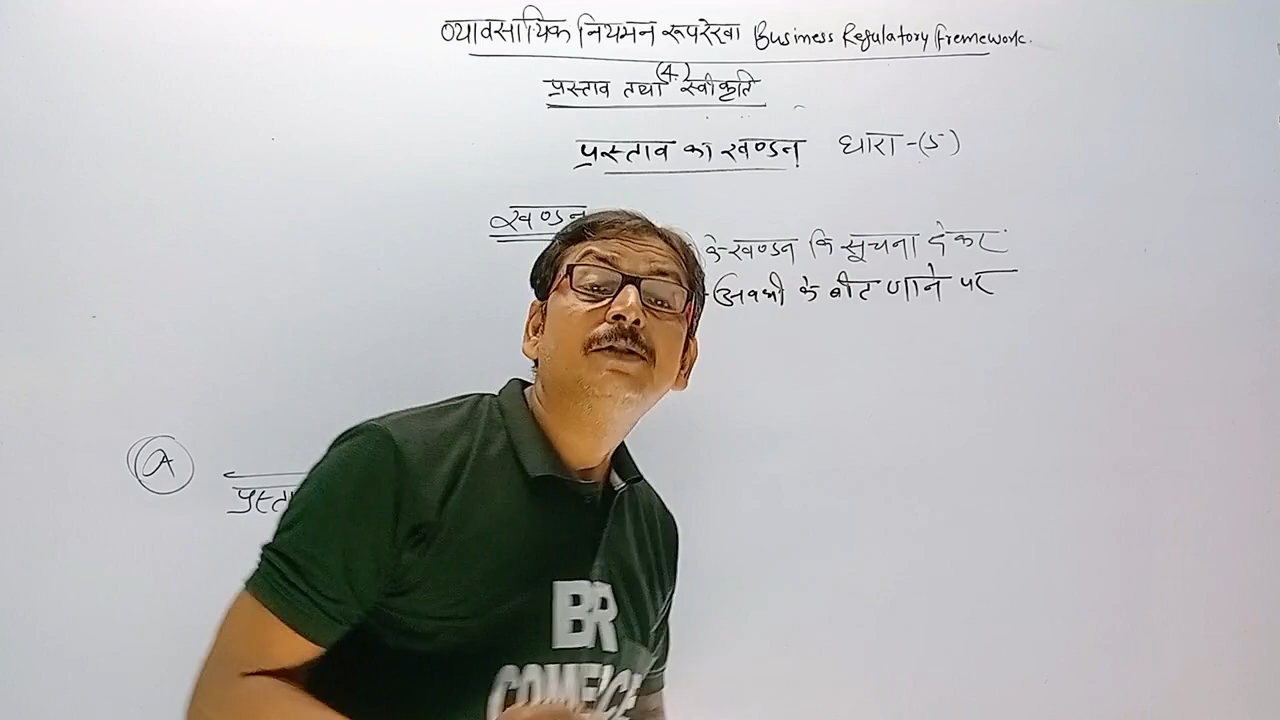 व्यावसायिक नियमन रूपरेखा Business Regulatory Fremework.
(4.)
प्रस्ताव तथा स्वीकृति
प्रस्ताव का खण्डन धारा-(5)
खण्डन
के खण्डन कि सूचना देकर
अवधी के बीत जाने पर
A
BR